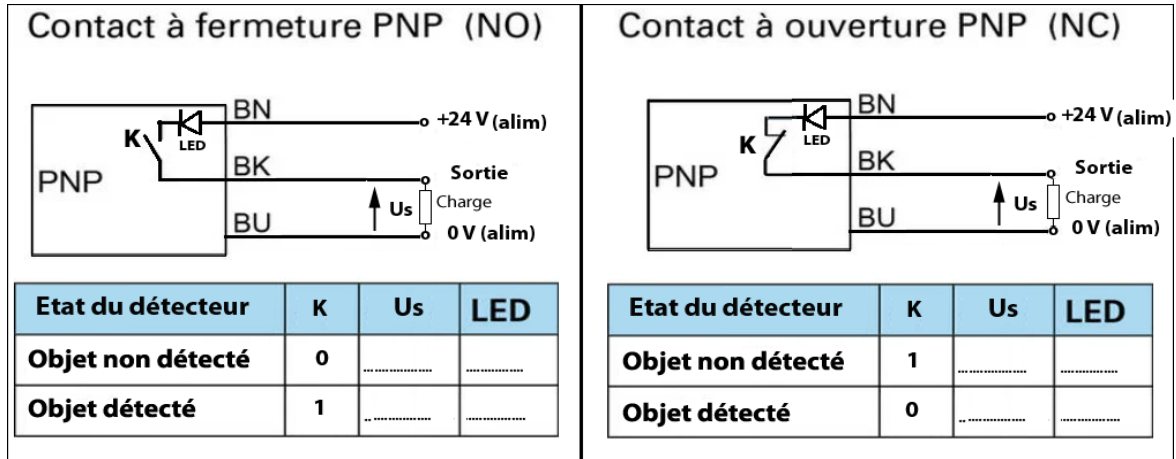 Contact à fermeture PNP (NO)
BN
+24 V (alim)
K
LED
BK
Sortie
PNP
Us
Charge
BU
0 V (alim)
Etat du détecteur K Us LED
Objet non détecté 0 ................. ..............
Objet détecté 1 .. ............... ..............
Contact à ouverture PNP (NC)
BN
+24 V (alim)
K
LED
BK
Sortie
PNP
Us
Charge
BU
0 V (alim)
Etat du détecteur K Us LED
Objet non détecté 1 ................. ..............
Objet détecté 0 .. ............... ..............